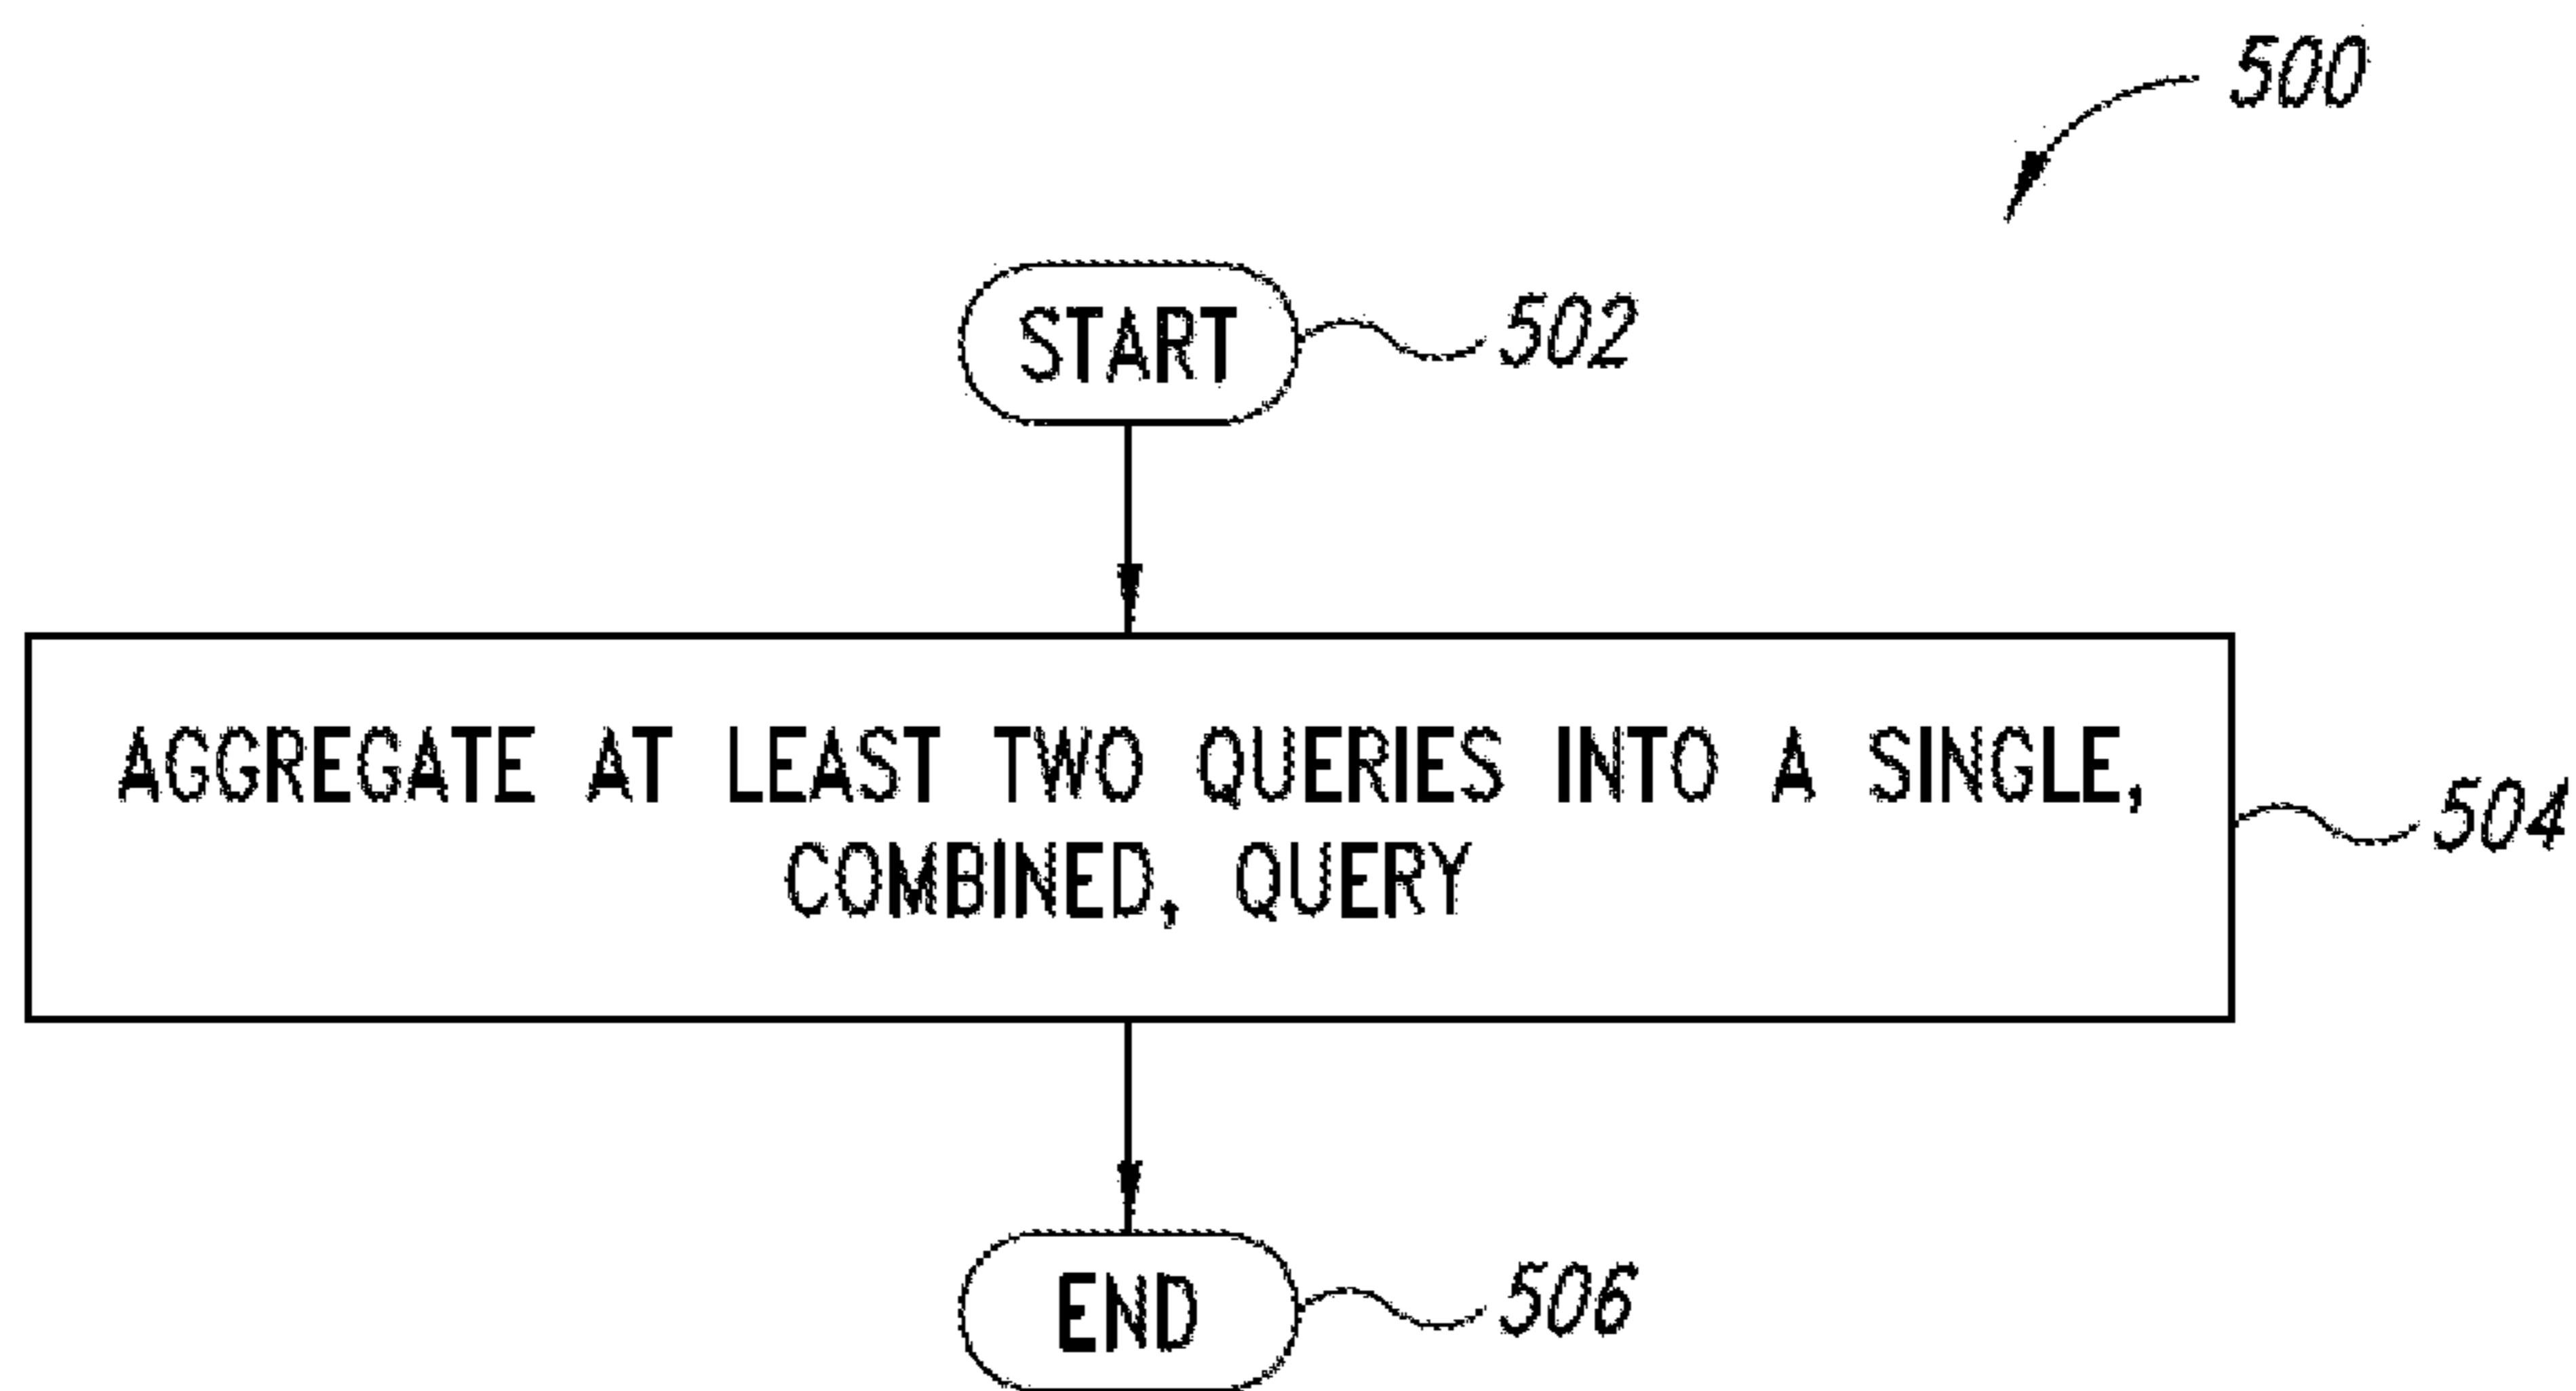 500
START 502
AGGREGATE AT LEAST TWO QUERIES INTO A SINGLE,
COMBINED, QUERY
504
END 506